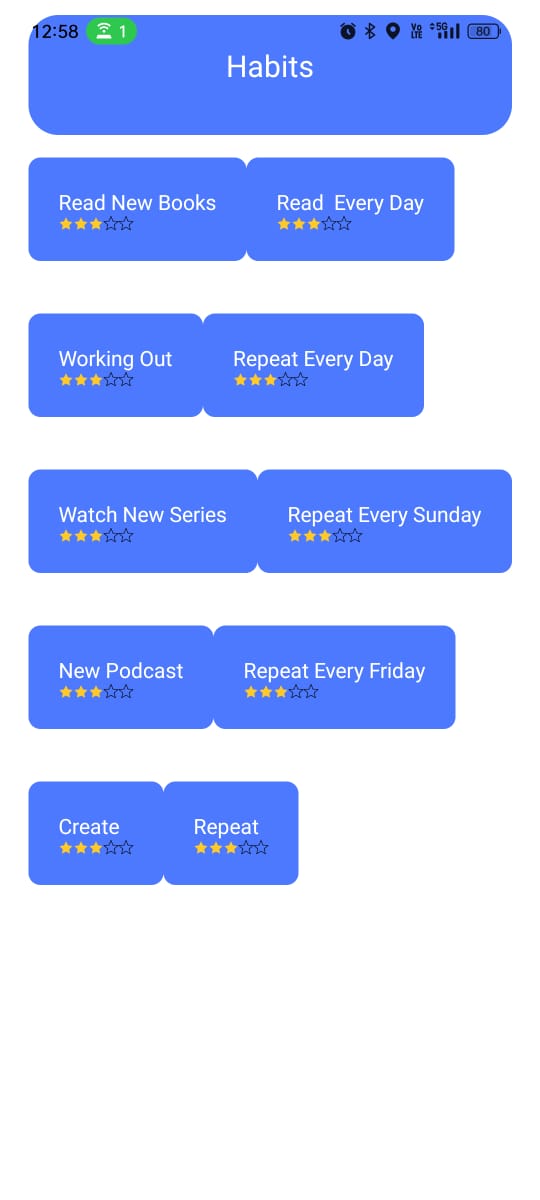 12:58 1 Vo LTE 5G 80
Habits
Read New Books Read  Every Day
Working Out Repeat Every Day
Watch New Series Repeat Every Sunday
New Podcast Repeat Every Friday
Create Repeat